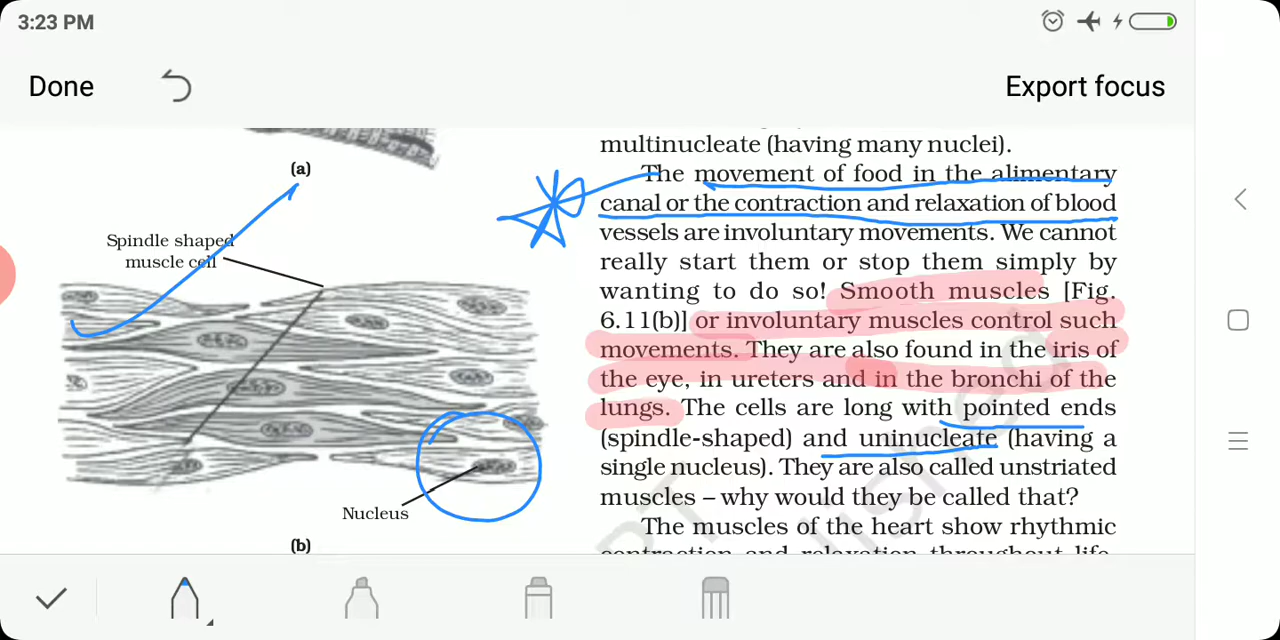 3:23 PM
Done
Export focus
(a)
Spindle shaped
muscle cell
Nucleus
(b)
multinucleate (having many nuclei).
The movement of food in the alimentary
canal or the contraction and relaxation of blood
vessels are involuntary movements. We cannot
really start them or stop them simply by
wanting to do so! Smooth muscles [Fig.
6.11(b)] or involuntary muscles control such
movements. They are also found in the iris of
the eye, in ureters and in the bronchi of the
lungs. The cells are long with pointed ends
(spindle-shaped) and uninucleate (having a
single nucleus). They are also called unstriated
muscles – why would they be called that?
The muscles of the heart show rhythmic
contraction and relaxation throughout life.